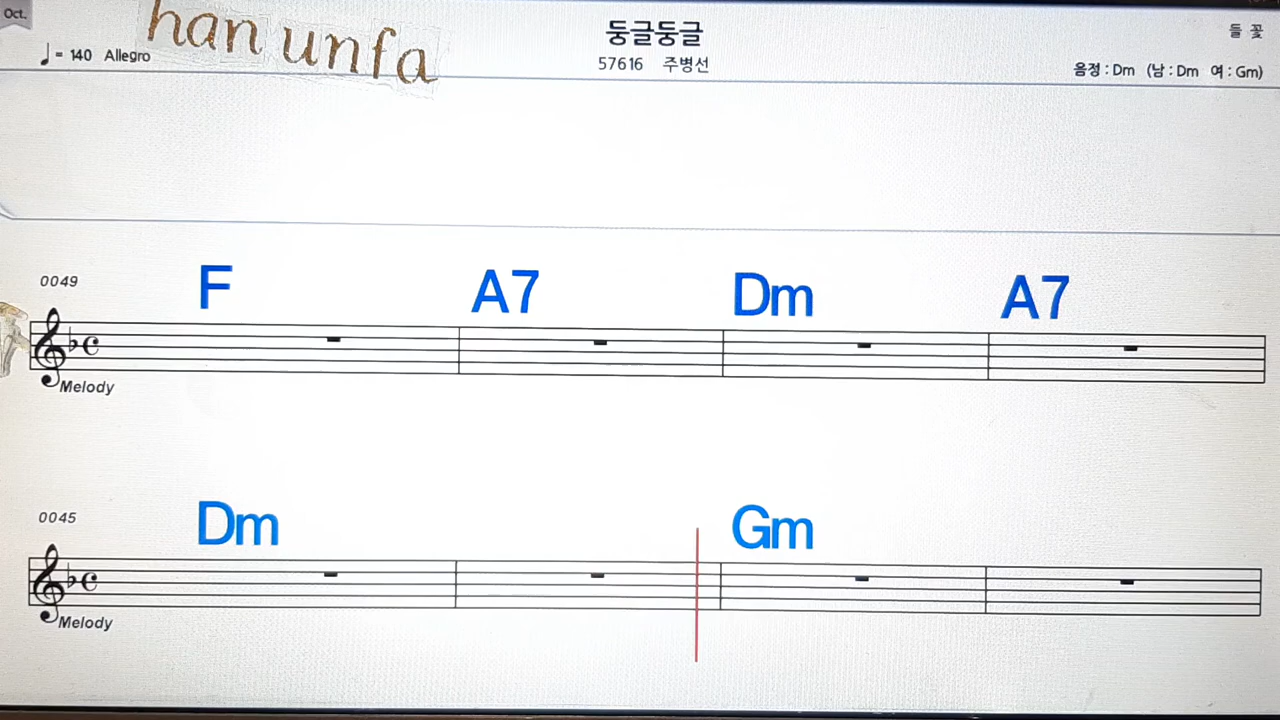 Oct.
han unfa
♩= 140 Allegro
둥글둥글
57616 주병선
들 꽃
음정 : Dm (남 : Dm 여 : Gm)
0049
F A7 Dm A7
Melody
0045
Dm Gm
Melody